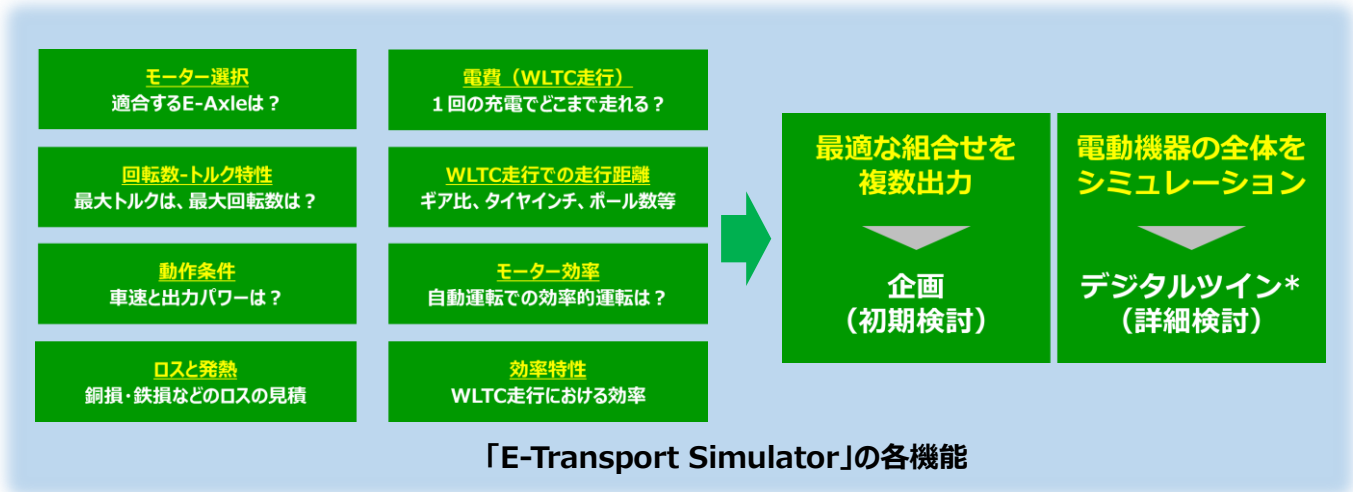 モーター選択
適合するE-Axleは？
回転数-トルク特性
最大トルクは、最大回転数は？
動作条件
車速と出力パワーは？
ロスと発熱
銅損・鉄損などのロスの見積
電費（WLTC走行）
１回の充電でどこまで走れる？
WLTC走行での走行距離
ギア比、タイヤインチ、ポール数等
モーター効率
自動運転での効率的運転は？
効率特性
WLTC走行における効率
最適な組合せを
複数出力
企画
（初期検討）
電動機器の全体を
シミュレーション
デジタルツイン*
（詳細検討）
「E-Transport Simulator」の各機能